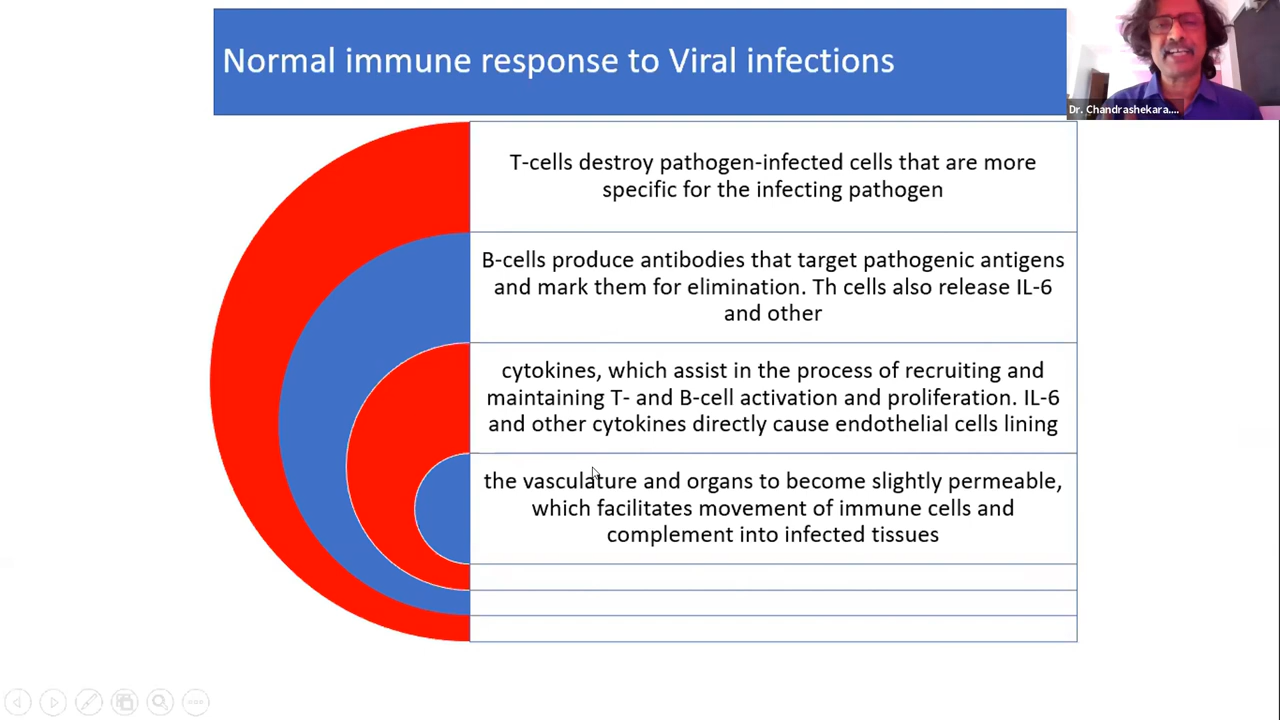 Normal immune response to Viral infections
Dr. Chandrashekara....
T-cells destroy pathogen-infected cells that are more
specific for the infecting pathogen
B-cells produce antibodies that target pathogenic antigens
and mark them for elimination. Th cells also release IL-6
and other
cytokines, which assist in the process of recruiting and
maintaining T- and B-cell activation and proliferation. IL-6
and other cytokines directly cause endothelial cells lining
the vasculature and organs to become slightly permeable,
which facilitates movement of immune cells and
complement into infected tissues